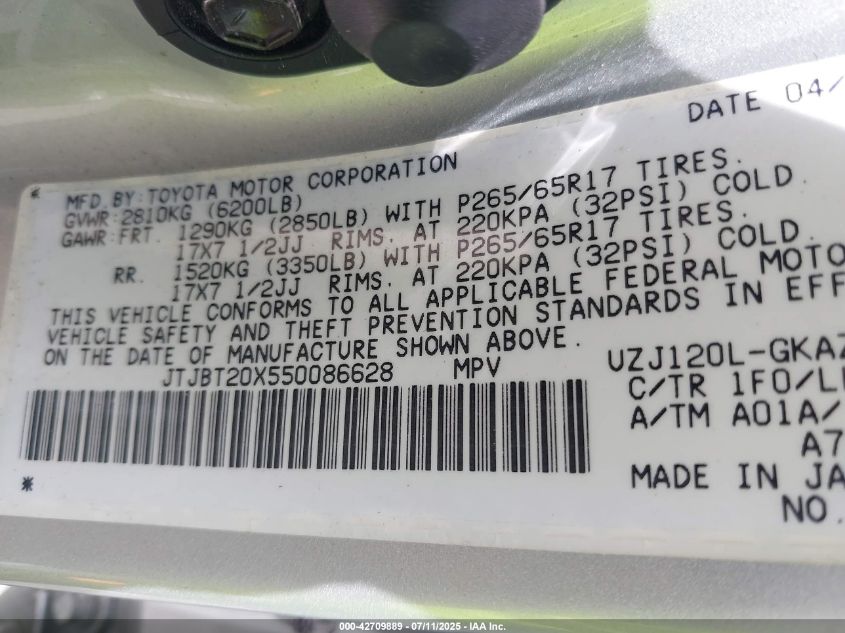 DATE 04/
MFD. BY: TOYOTA MOTOR CORPORATION
GVWR: 2810KG (6200LB)
GAWR: FRT. 1290KG (2850LB) WITH P265/65R17 TIRES.
17X7 1/2JJ RIMS. AT 220KPA (32PSI) COLD.
RR. 1520KG (3350LB) WITH P265/65R17 TIRES.
17X7 1/2JJ RIMS. AT 220KPA (32PSI) COLD.
THIS VEHICLE CONFORMS TO ALL APPLICABLE FEDERAL MOTO
VEHICLE SAFETY AND THEFT PREVENTION STANDARDS IN EFF
ON THE DATE OF MANUFACTURE SHOWN ABOVE.
JTJBT20X550086628 MPV
UZJ120L-GKAZ
C/TR 1F0/L
A/TM A01A/
A7
MADE IN JA
NO.
*
000-42709889 - 07/11/2025 - IAA Inc.